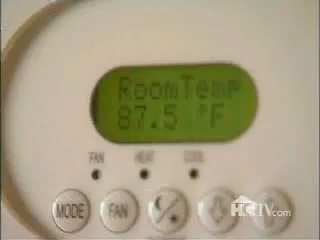 RoomTemp
87.5 °F
FAN HEAT COOL
MODE FAN
HGTV.com